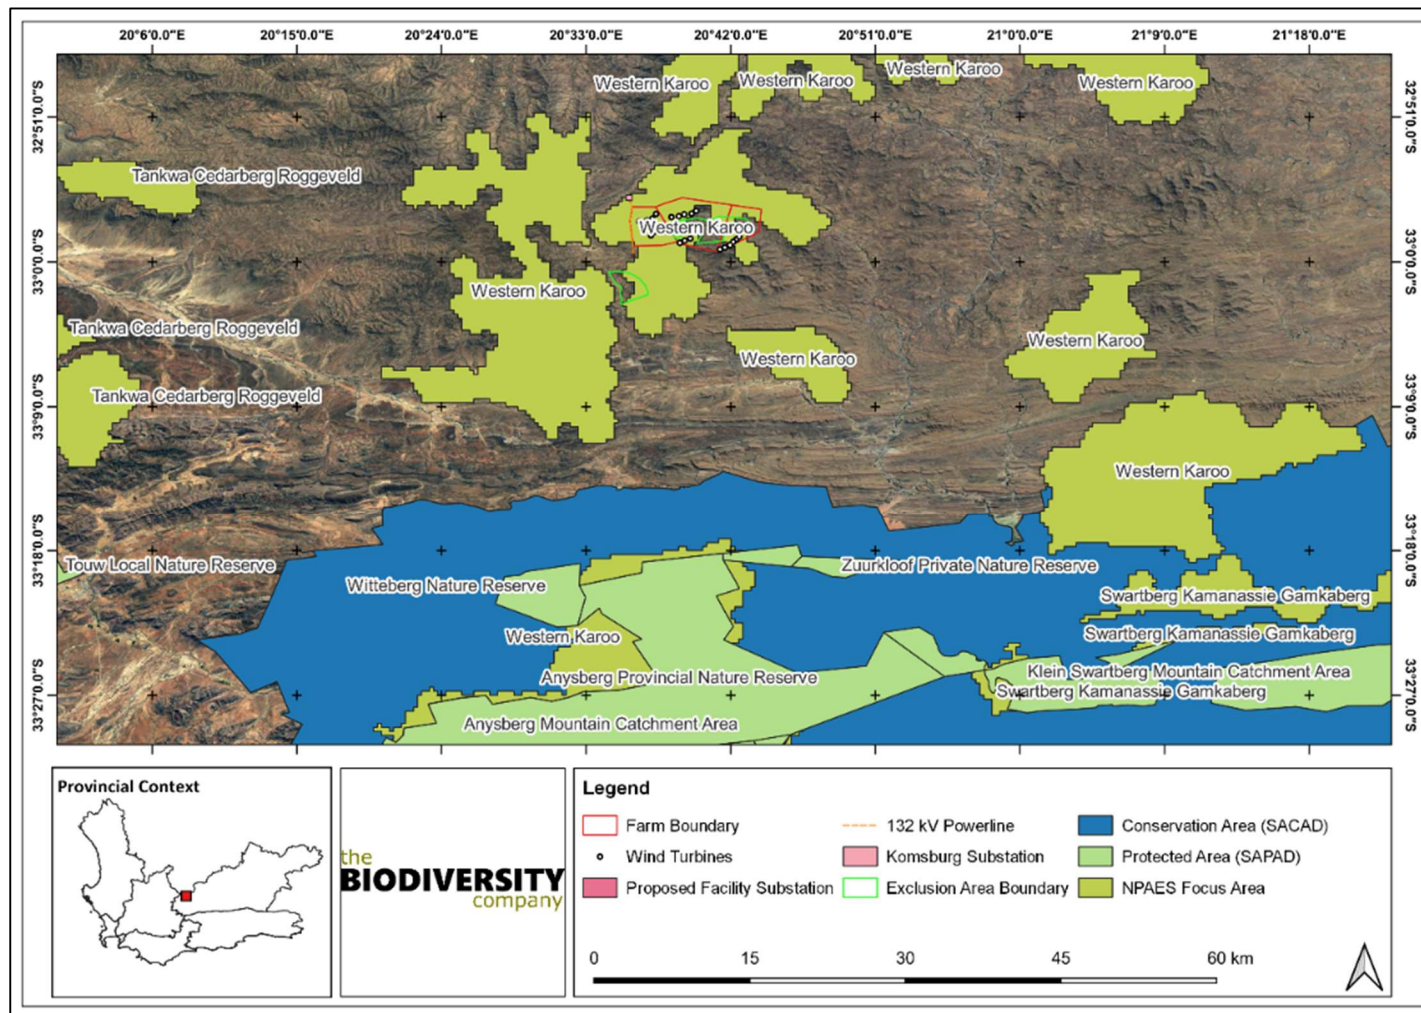 20°6'0.0"E 20°15'0.0"E 20°24'0.0"E 20°33'0.0"E 20°42'0.0"E 20°51'0.0"E 21°0'0.0"E 21°9'0.0"E 21°18'0.0"E
32°51'0.0"S
33°0'0.0"S
33°9'0.0"S
33°18'0.0"S
33°27'0.0"S
32°51'0.0"S
33°0'0.0"S
33°9'0.0"S
33°18'0.0"S
33°27'0.0"S
Western Karoo
Western Karoo
Western Karoo
Western Karoo
Tankwa Cedarberg Roggeveld
Western Karoo
Western Karoo
Tankwa Cedarberg Roggeveld
Western Karoo
Western Karoo
Tankwa Cedarberg Roggeveld
Western Karoo
Touw Local Nature Reserve
Zuurkloof Private Nature Reserve
Witteberg Nature Reserve
Swartberg Kamanassie Gamkaberg
Western Karoo
Swartberg Kamanassie Gamkaberg
Klein Swartberg Mountain Catchment Area
Anysberg Provincial Nature Reserve
Swartberg Kamanassie Gamkaberg
Anysberg Mountain Catchment Area
Provincial Context
the
BIODIVERSITY
company
Legend
Farm Boundary
Wind Turbines
Proposed Facility Substation
132 kV Powerline
Komsburg Substation
Exclusion Area Boundary
Conservation Area (SACAD)
Protected Area (SAPAD)
NPAES Focus Area
0 15 30 45 60 km